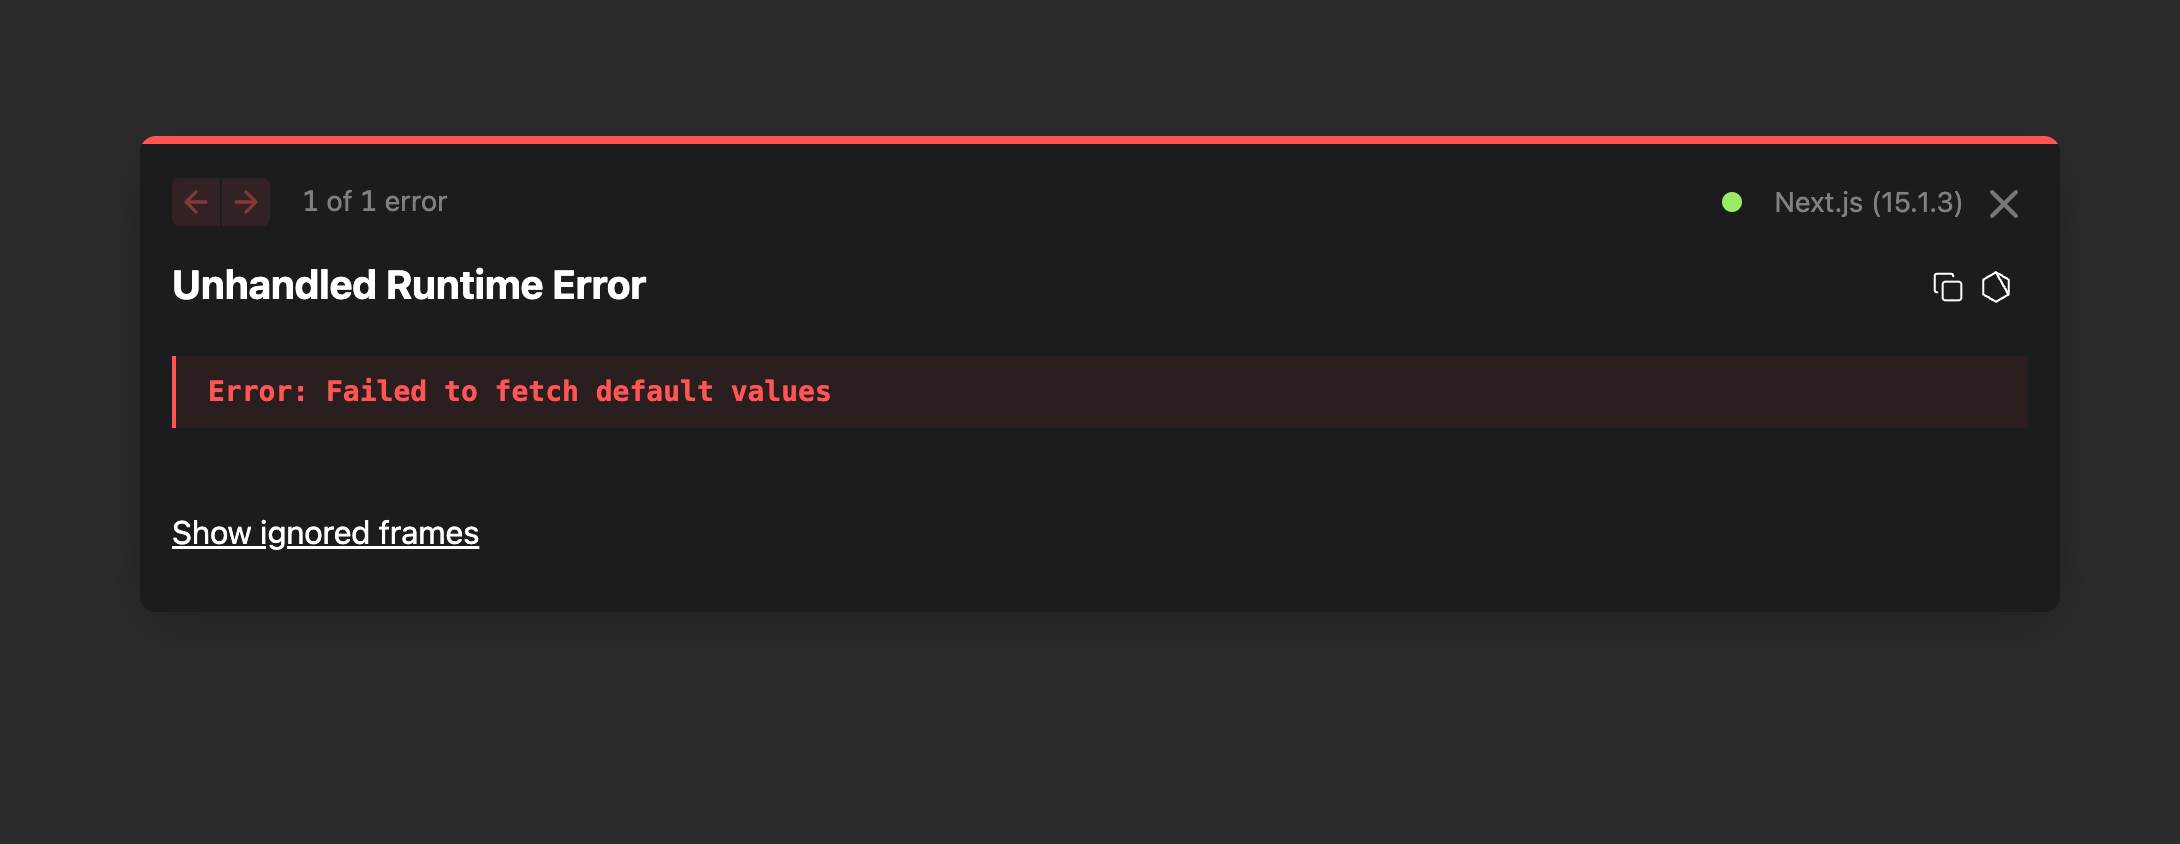 1 of 1 error
Next.js (15.1.3)
Unhandled Runtime Error
Error: Failed to fetch default values
Show ignored frames